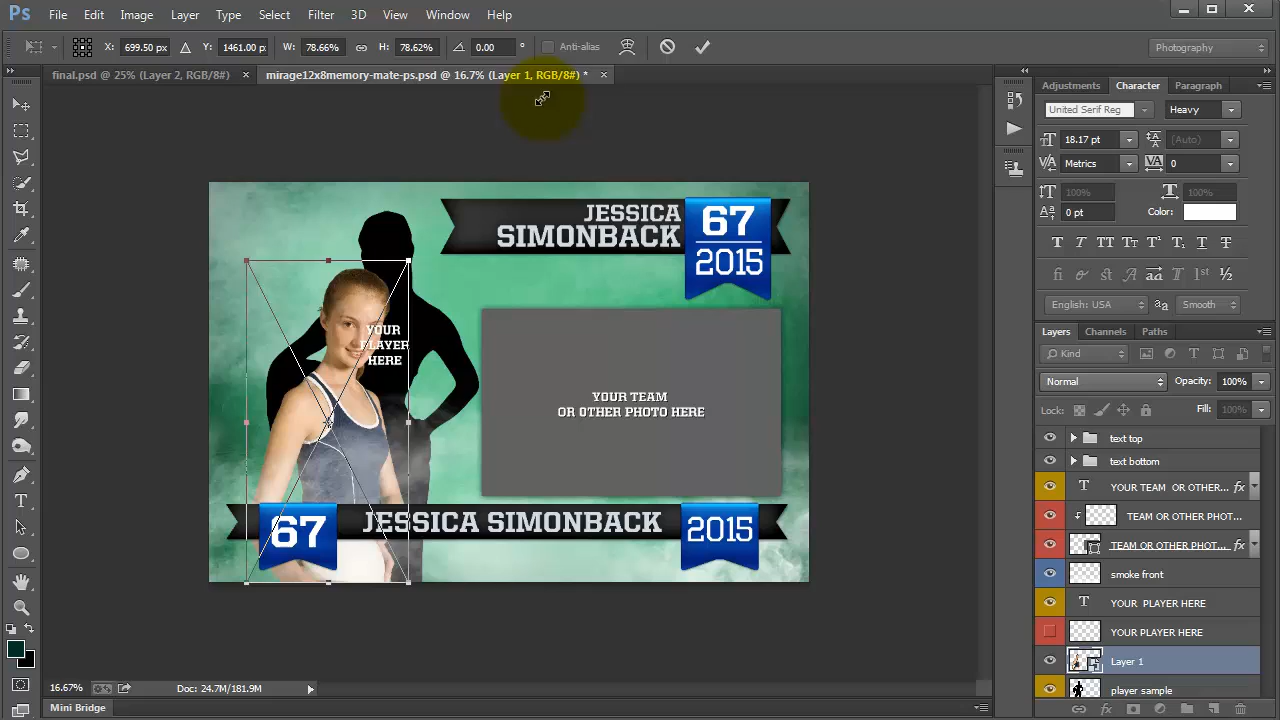 Ps File Edit Image Layer Type Select Filter 3D View Window Help
X: 699.50 px Y: 1461.00 px W: 78.66% H: 78.62% 0.00 ° Anti-alias Photography
final.psd @ 25% (Layer 2, RGB/8#) × mirage12x8memory-mate-ps.psd @ 16.7% (Layer 1, RGB/8#) * ×
Adjustments Character Paragraph
United Serif Reg Heavy
18.17 pt (Auto)
Metrics 0
100% 100%
0 pt Color:
English: USA aa Smooth
Layers Channels Paths
Kind
Normal Opacity: 100%
Lock: Fill: 100%
text top
text bottom
YOUR TEAM OR OTHER... fx
TEAM OR OTHER PHOT...
TEAM OR OTHER PHOT... fx
smoke front
YOUR PLAYER HERE
YOUR PLAYER HERE
Layer 1
player sample
JESSICA
SIMONBACK
67
2015
YOUR
PLAYER
HERE
YOUR TEAM
OR OTHER PHOTO HERE
67 JESSICA SIMONBACK 2015
16.67% Doc: 24.7M/181.9M
Mini Bridge